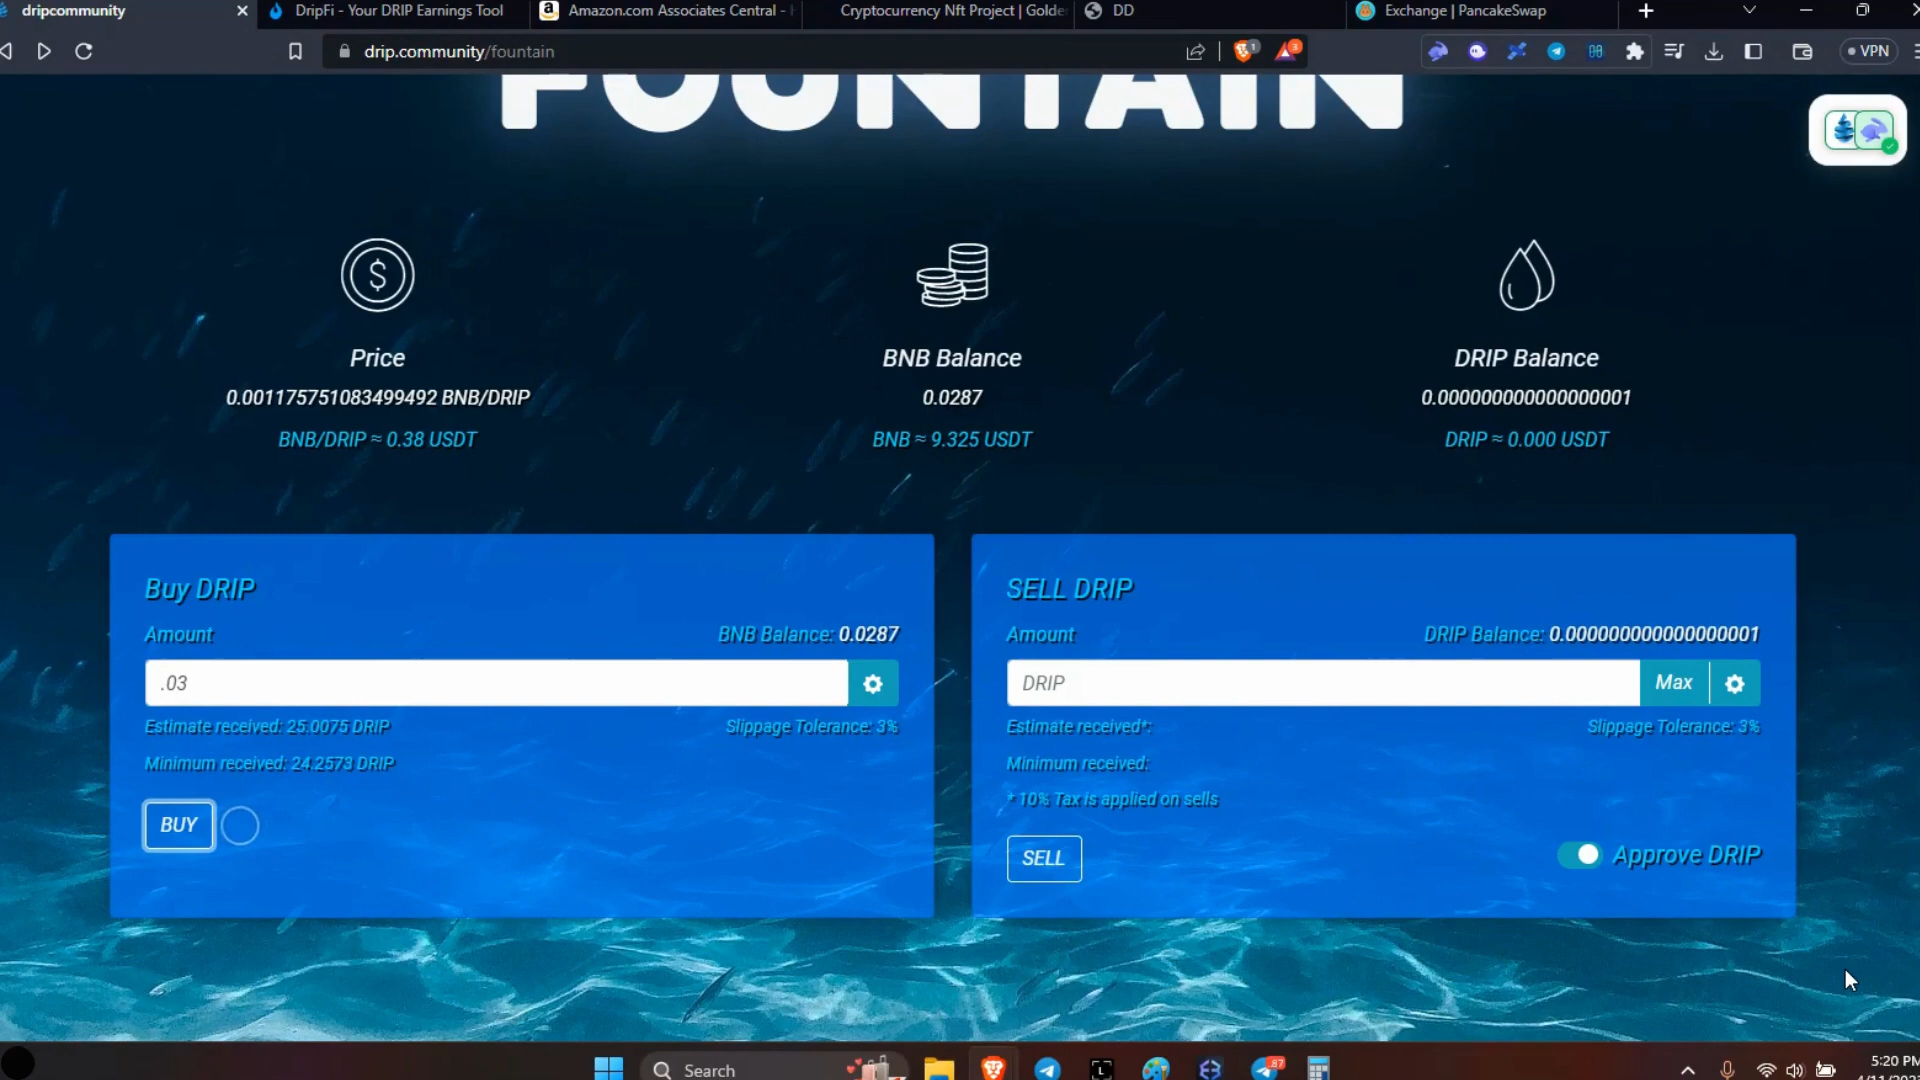 dripcommunity
DripFi - Your DRIP Earnings Tool
Amazon.com Associates Central -
Cryptocurrency Nft Project | Golde
DD
Exchange | PancakeSwap
drip.community/fountain
1
3
VPN
FOUNTAIN
Price
BNB Balance
DRIP Balance
0.001175751083499492 BNB/DRIP
0.0287
0.000000000000000001
BNB/DRIP ≈ 0.38 USDT
BNB ≈ 9.325 USDT
DRIP ≈ 0.000 USDT
Buy DRIP
Amount
BNB Balance: 0.0287
.03
Estimate received: 25.0075 DRIP
Slippage Tolerance: 3%
Minimum received: 24.2573 DRIP
BUY
SELL DRIP
Amount
DRIP Balance: 0.000000000000000001
DRIP
Max
Estimate received*:
Slippage Tolerance: 3%
Minimum received:
* 10% Tax is applied on sells
SELL
Approve DRIP
Search
87
5:20 PM